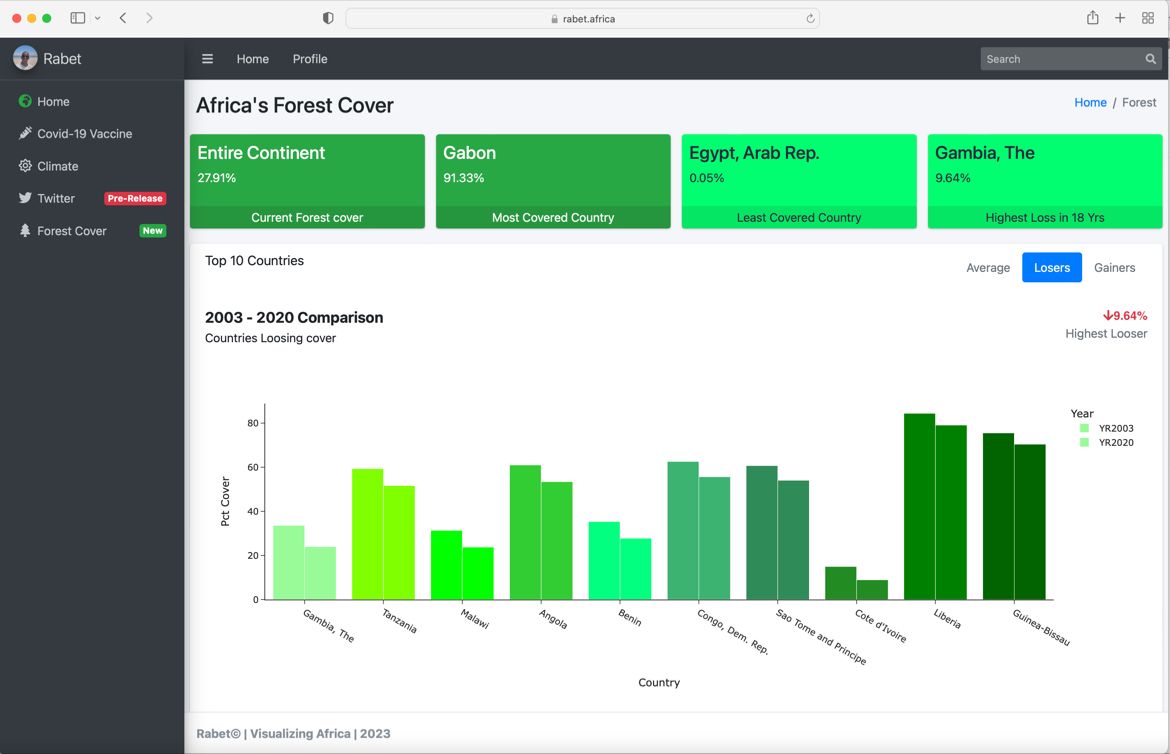 rabet.africa
Rabet
Home
Profile
Search
Home
Covid-19 Vaccine
Climate
Twitter
Pre-Release
Forest Cover
New
Africa's Forest Cover
Home / Forest
Entire Continent
27.91%
Current Forest cover
Gabon
91.33%
Most Covered Country
Egypt, Arab Rep.
0.05%
Least Covered Country
Gambia, The
9.64%
Highest Loss in 18 Yrs
Top 10 Countries
Average
Losers
Gainers
2003 - 2020 Comparison
Countries Loosing cover
↓9.64%
Highest Looser
80
60
40
20
0
Pct Cover
Year
YR2003
YR2020
Gambia, The
Tanzania
Malawi
Angola
Benin
Congo, Dem. Rep.
Sao Tome and Principe
Cote d'Ivoire
Liberia
Guinea-Bissau
Country
Rabet© | Visualizing Africa | 2023